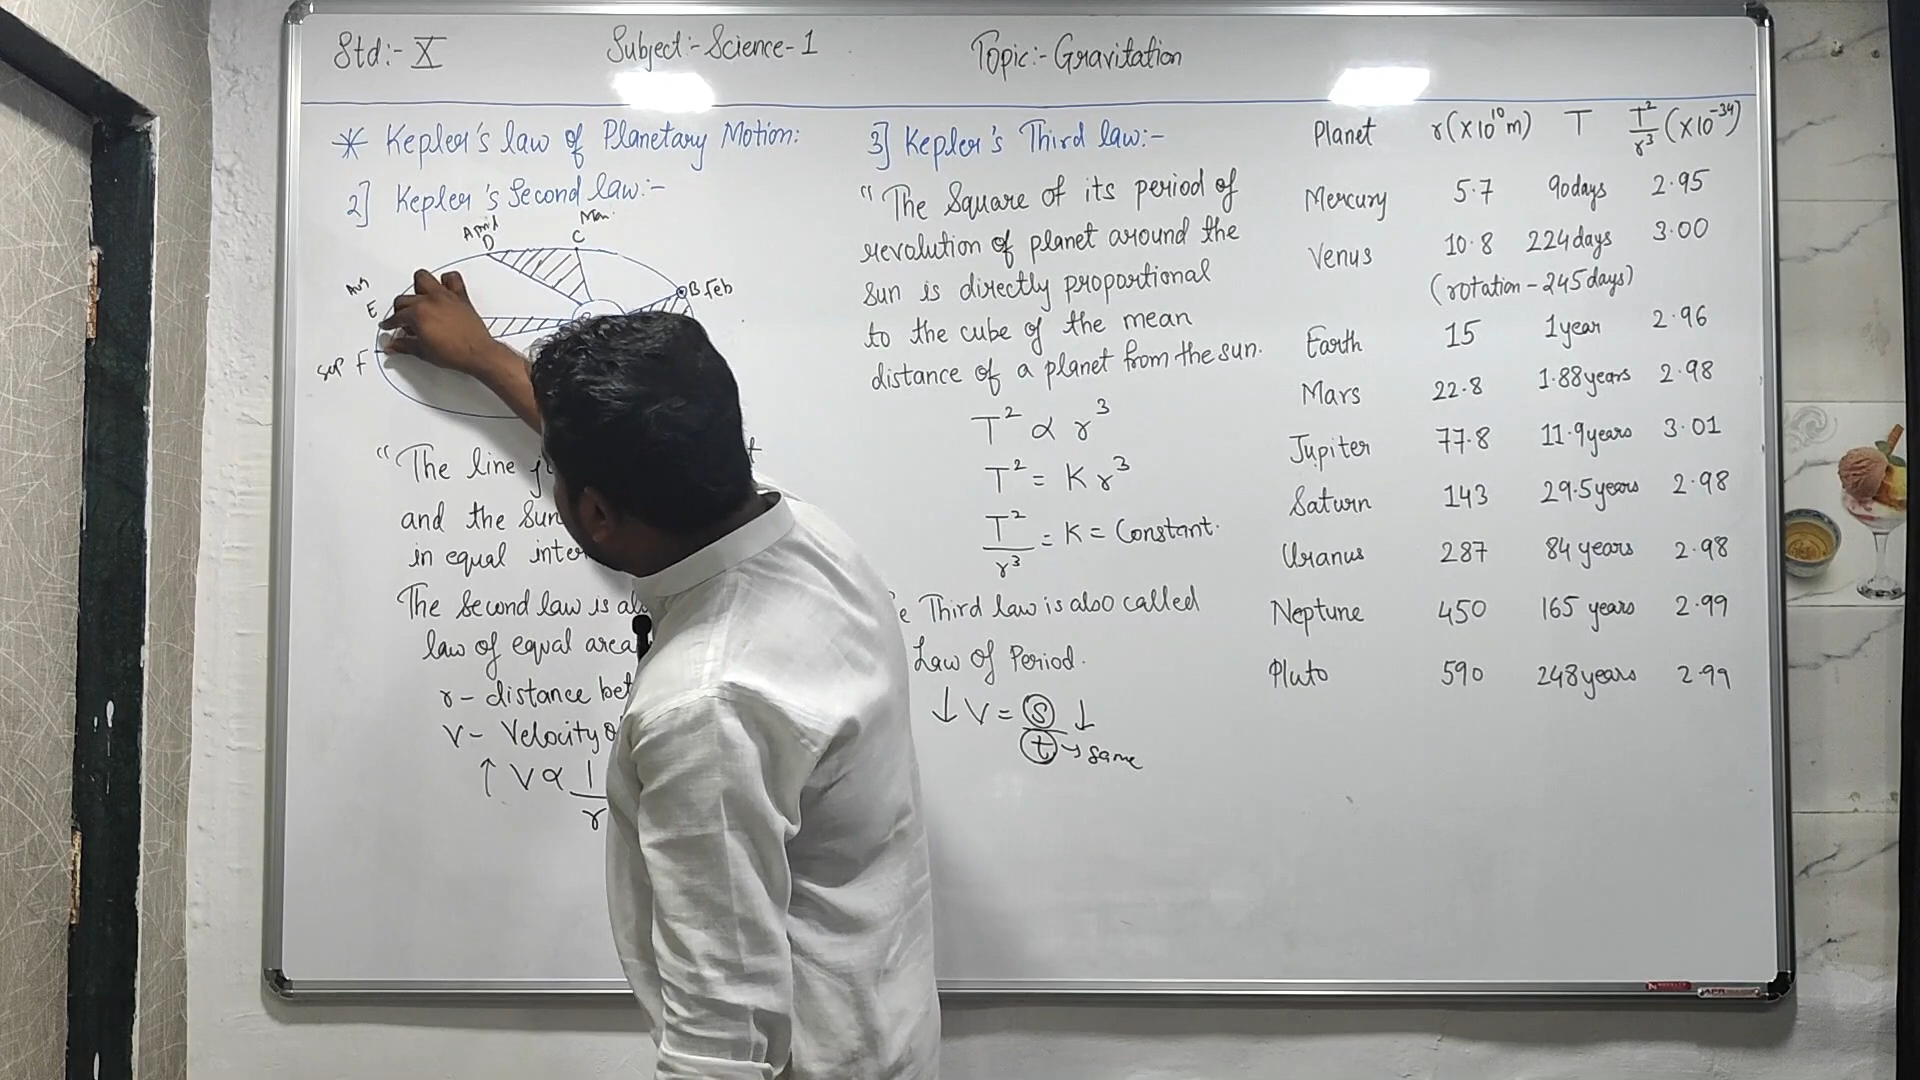 Std:- X Subject:- Science-1 Topic:- Gravitation
* Kepler's law of Planetary Motion:
2] Kepler's Second law:-
April
D
C
B Feb
E
Sep F
"The line
and the Sun
in equal
The Second law is
law of equal area
r - distance
V - Velocity
↑ V ∝ 1
r
3] Kepler's Third law:-
"The Square of its period of
revolution of planet around the
sun is directly proportional
to the cube of the mean
distance of a planet from the sun.
T² ∝ r³
T² = K r³
T²/r³ = K = Constant.
Third law is also called
Law of Period.
↓ V = s ↓
t → same
Planet r(×10¹⁰m) T T²/r³ (×10⁻³⁴)
Mercury 5.7 90days 2.95
Venus 10.8 224days 3.00
(rotation - 245days)
Earth 15 1year 2.96
Mars 22.8 1.88years 2.98
Jupiter 77.8 11.9years 3.01
Saturn 143 29.5years 2.98
Uranus 287 84 years 2.98
Neptune 450 165 years 2.99
Pluto 590 248years 2.99